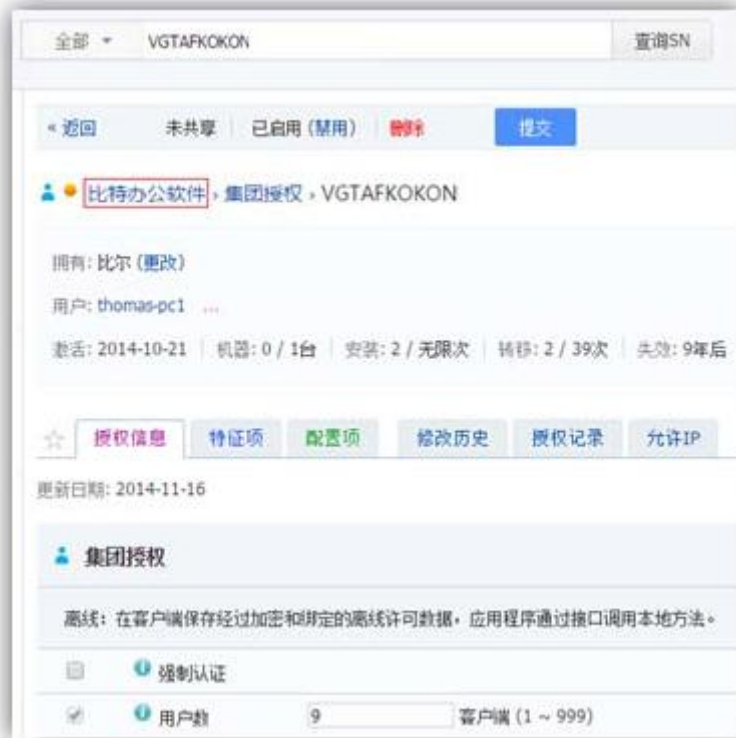 全部 VGTAFKOKON 查询SN
« 返回 未共享 已启用 (禁用) 删除 提交
比特办公软件 › 集团授权 › VGTAFKOKON
拥有: 比尔 (更改)
用户: thomas-pc1 ...
激活: 2014-10-21 机器: 0 / 1台 安装: 2 / 无限次 转移: 2 / 39次 失效: 9年后
授权信息 特征项 配置项 修改历史 授权记录 允许IP
更新日期: 2014-11-16
集团授权
离线：在客户端保存经过加密和绑定的离线许可数据，应用程序通过接口调用本地方法。
强制认证
用户数 9 客户端 (1 ~ 999)